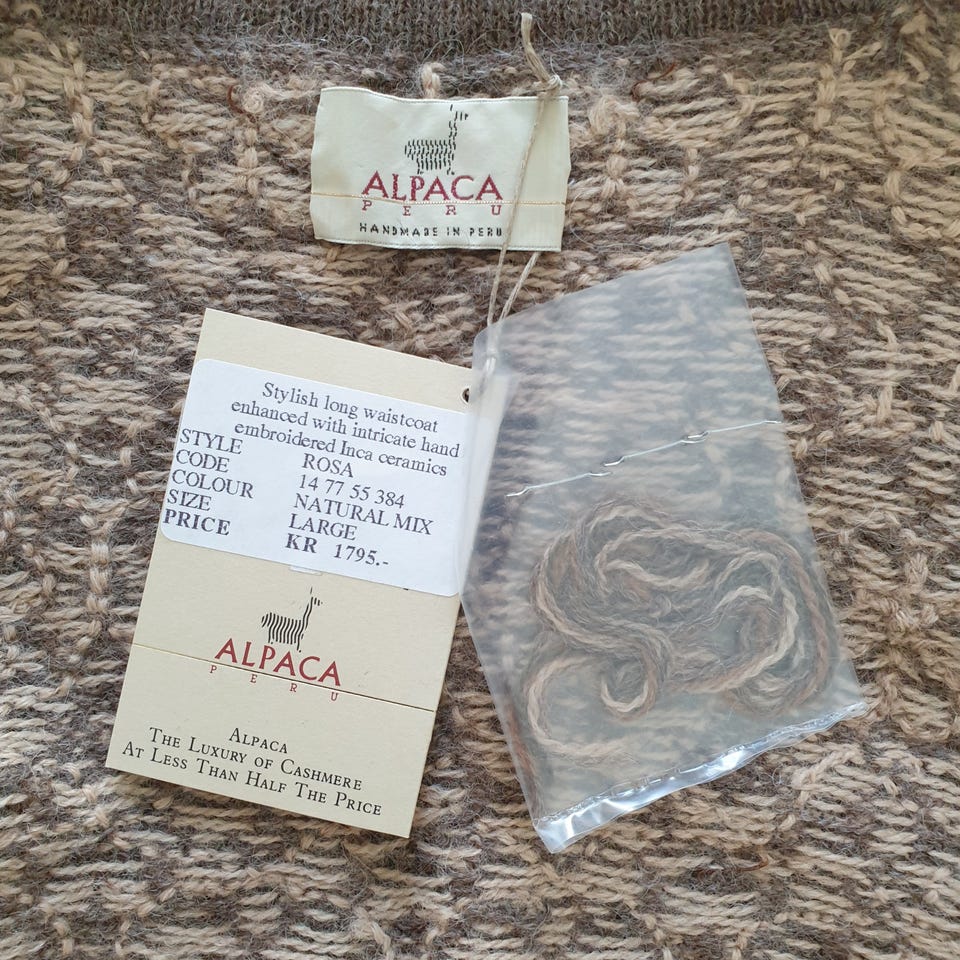 ALPACA
PERU
HANDMADE IN PERU
Stylish long waistcoat
enhanced with intricate hand
embroidered Inca ceramics
STYLE ROSA
CODE 14 77 55 384
COLOUR NATURAL MIX
SIZE LARGE
PRICE KR 1795.-
ALPACA
PERU
ALPACA
THE LUXURY OF CASHMERE
AT LESS THAN HALF THE PRICE